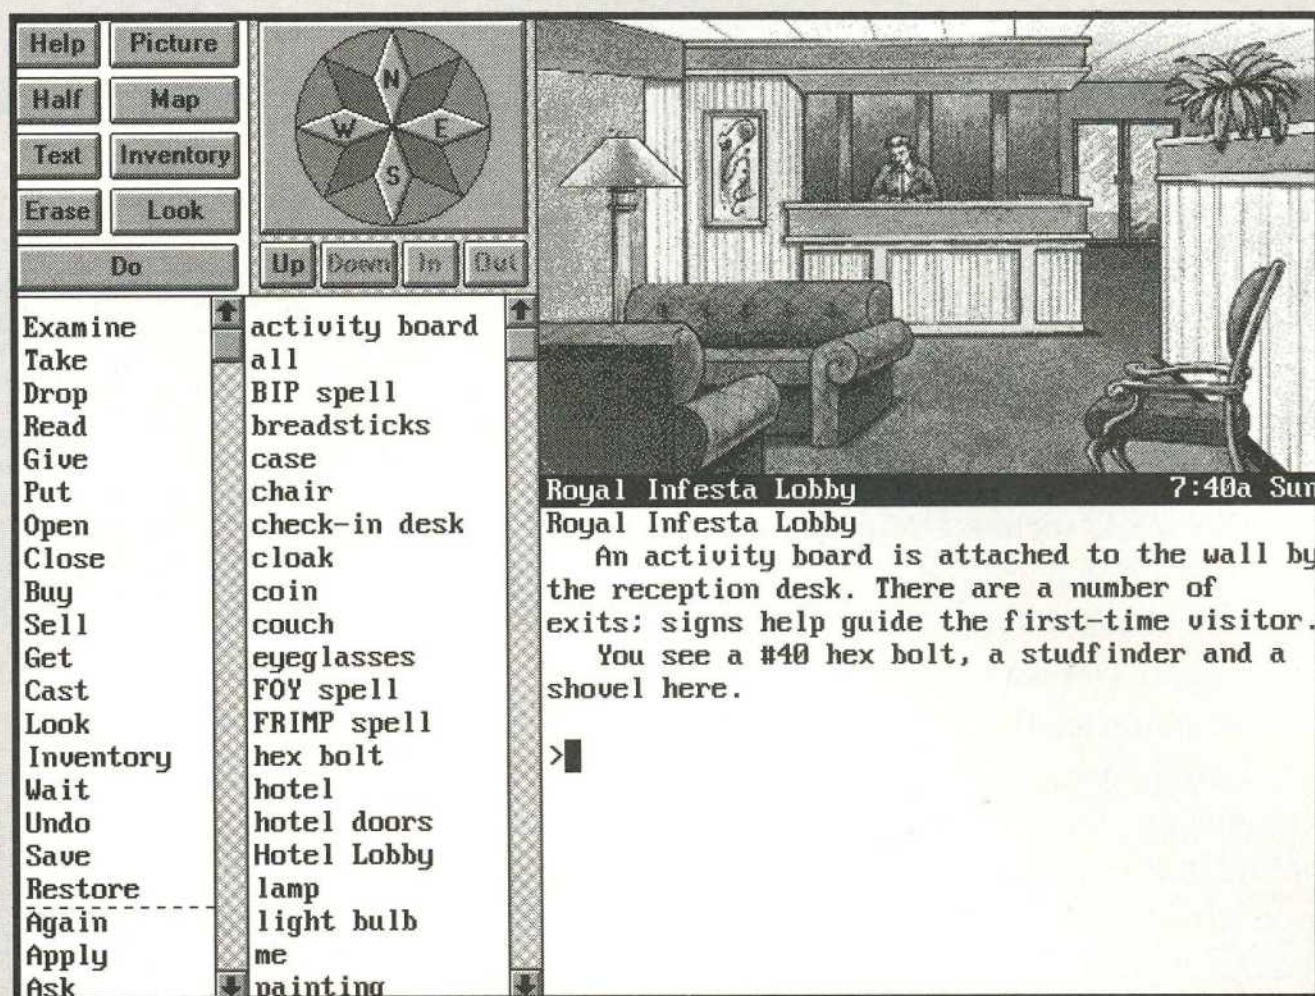 Help Picture
Half Map
Text Inventory
Erase Look
Do
N
W E
S
Up Down In Out
Examine
Take
Drop
Read
Give
Put
Open
Close
Buy
Sell
Get
Cast
Look
Inventory
Wait
Undo
Save
Restore
Again
Apply
Ask
activity board
all
BIP spell
breadsticks
case
chair
check-in desk
cloak
coin
couch
eyeglasses
FOY spell
FRIMP spell
hex bolt
hotel
hotel doors
Hotel Lobby
lamp
light bulb
me
painting
Royal Infesta Lobby 7:40a Sun
Royal Infesta Lobby
An activity board is attached to the wall by
the reception desk. There are a number of
exits; signs help guide the first-time visitor.
You see a #40 hex bolt, a studfinder and a
shovel here.
>